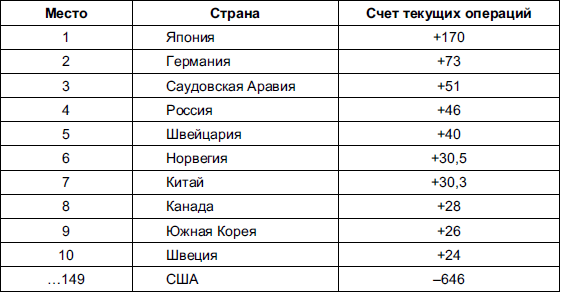 Место Страна Счет текущих операций
1 Япония +170
2 Германия +73
3 Саудовская Аравия +51
4 Россия +46
5 Швейцария +40
6 Норвегия +30,5
7 Китай +30,3
8 Канада +28
9 Южная Корея +26
10 Швеция +24
…149 США –646